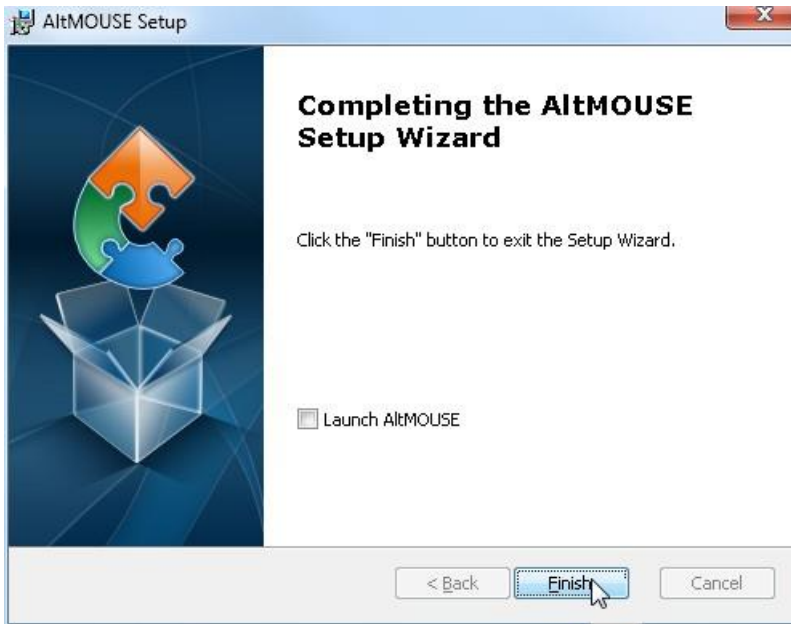 AltMOUSE Setup
Completing the AltMOUSE
Setup Wizard
Click the "Finish" button to exit the Setup Wizard.
Launch AltMOUSE
< Back Finish Cancel